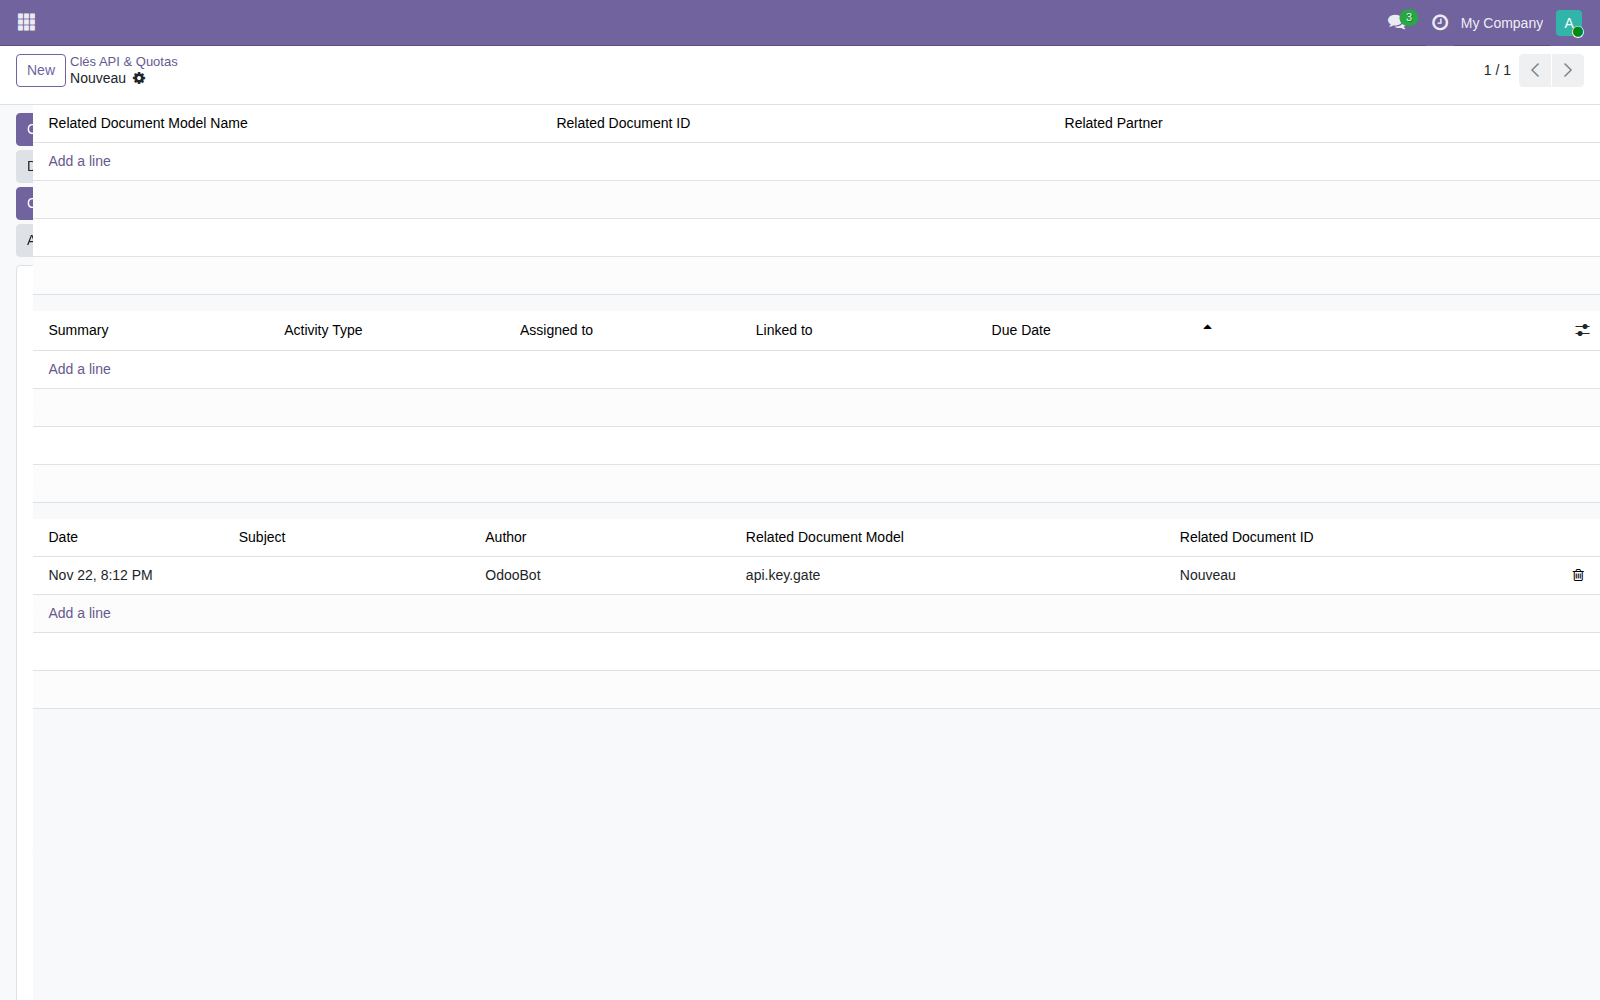 3
My Company
A
New
Clés API & Quotas
Nouveau
1 / 1
Related Document Model Name Related Document ID Related Partner
Add a line
Summary Activity Type Assigned to Linked to Due Date
Add a line
Date Subject Author Related Document Model Related Document ID
Nov 22, 8:12 PM OdooBot api.key.gate Nouveau
Add a line